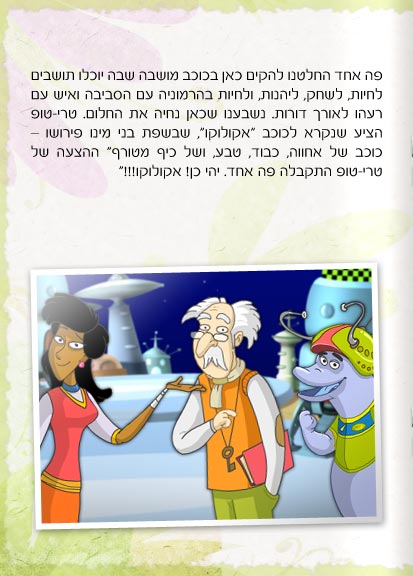 פה אחד החלטנו להקים כאן בכוכב מושבה שבה יוכלו תושבים
לחיות, לשחק, ליהנות, ולחיות בהרמוניה עם הסביבה ואיש עם
רעהו לאורך דורות. נשבענו שכאן נחיה את החלום. טרי-טופ
הציע שנקרא לכוכב "אקולוקו", שבשפת בני מינו פירושו –
כוכב של אחווה, כבוד, טבע, ושל כיף מטורף" ההצעה של
טרי-טופ התקבלה פה אחד. יהי כן! אקולוקו!!!"